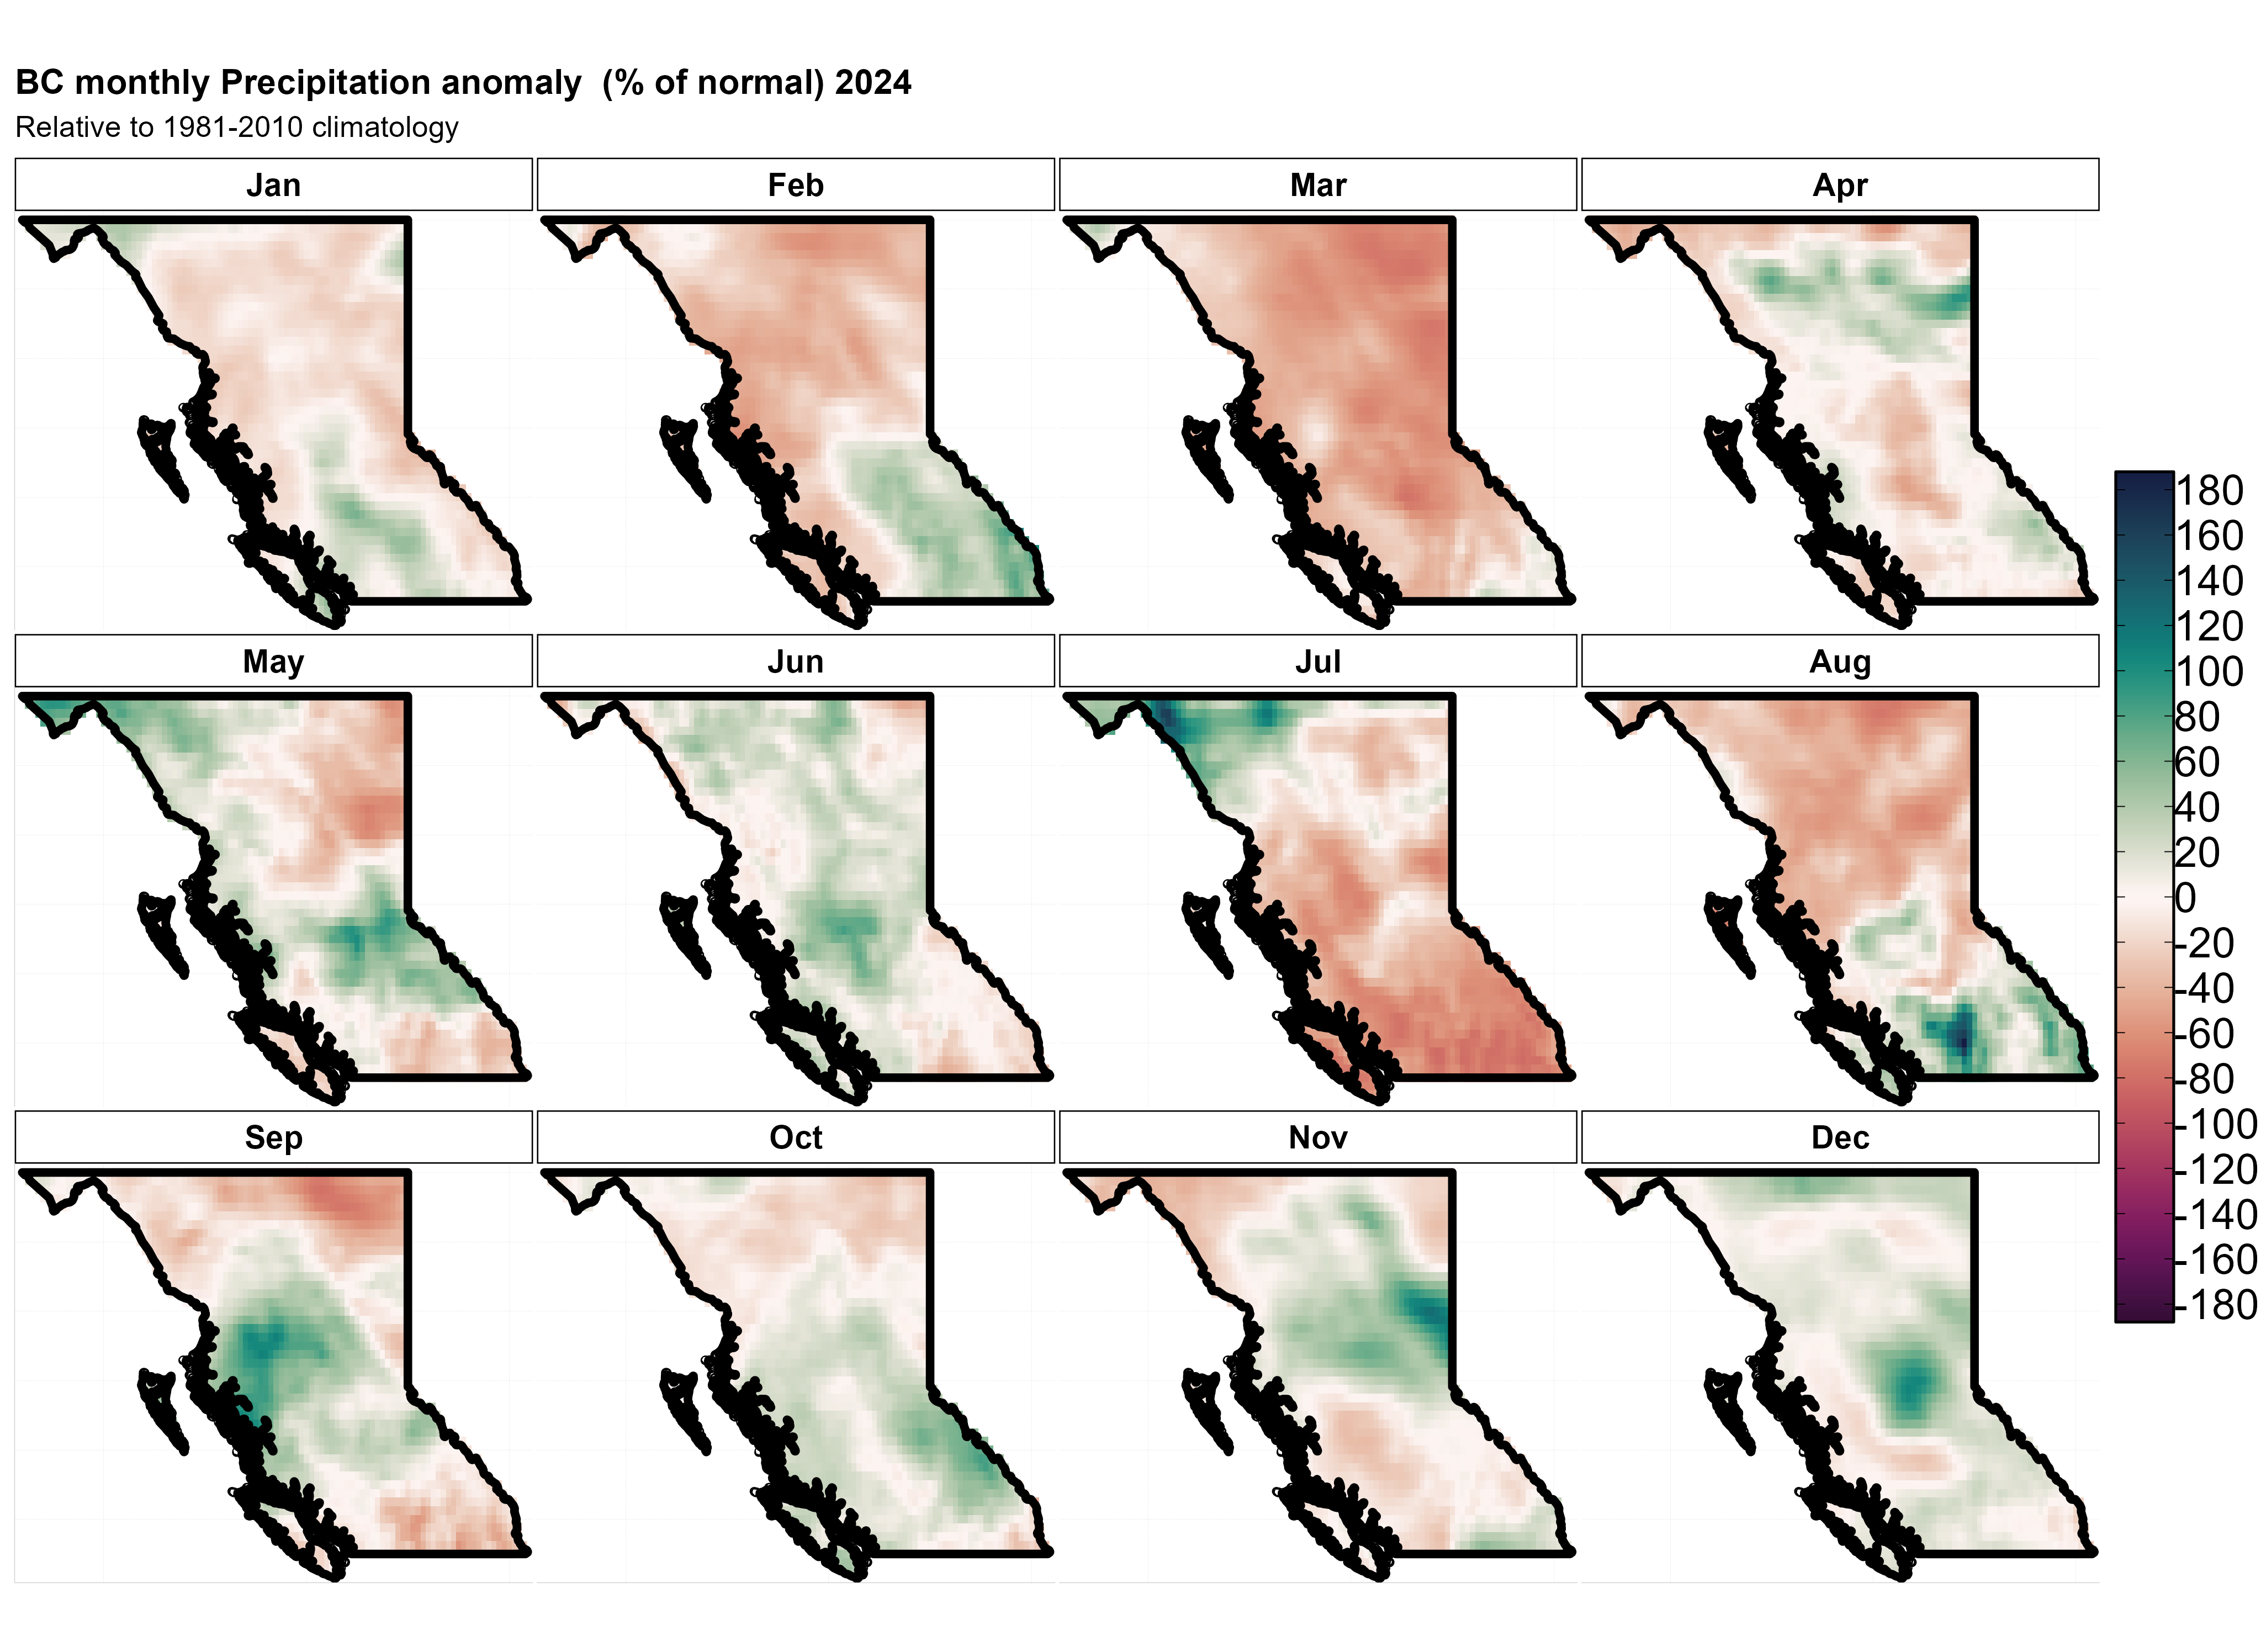 BC monthly Precipitation anomaly  (% of normal) 2024
Relative to 1981-2010 climatology
Jan
Feb
Mar
Apr
May
Jun
Jul
Aug
Sep
Oct
Nov
Dec
180
160
140
120
100
80
60
40
20
0
-20
-40
-60
-80
-100
-120
-140
-160
-180